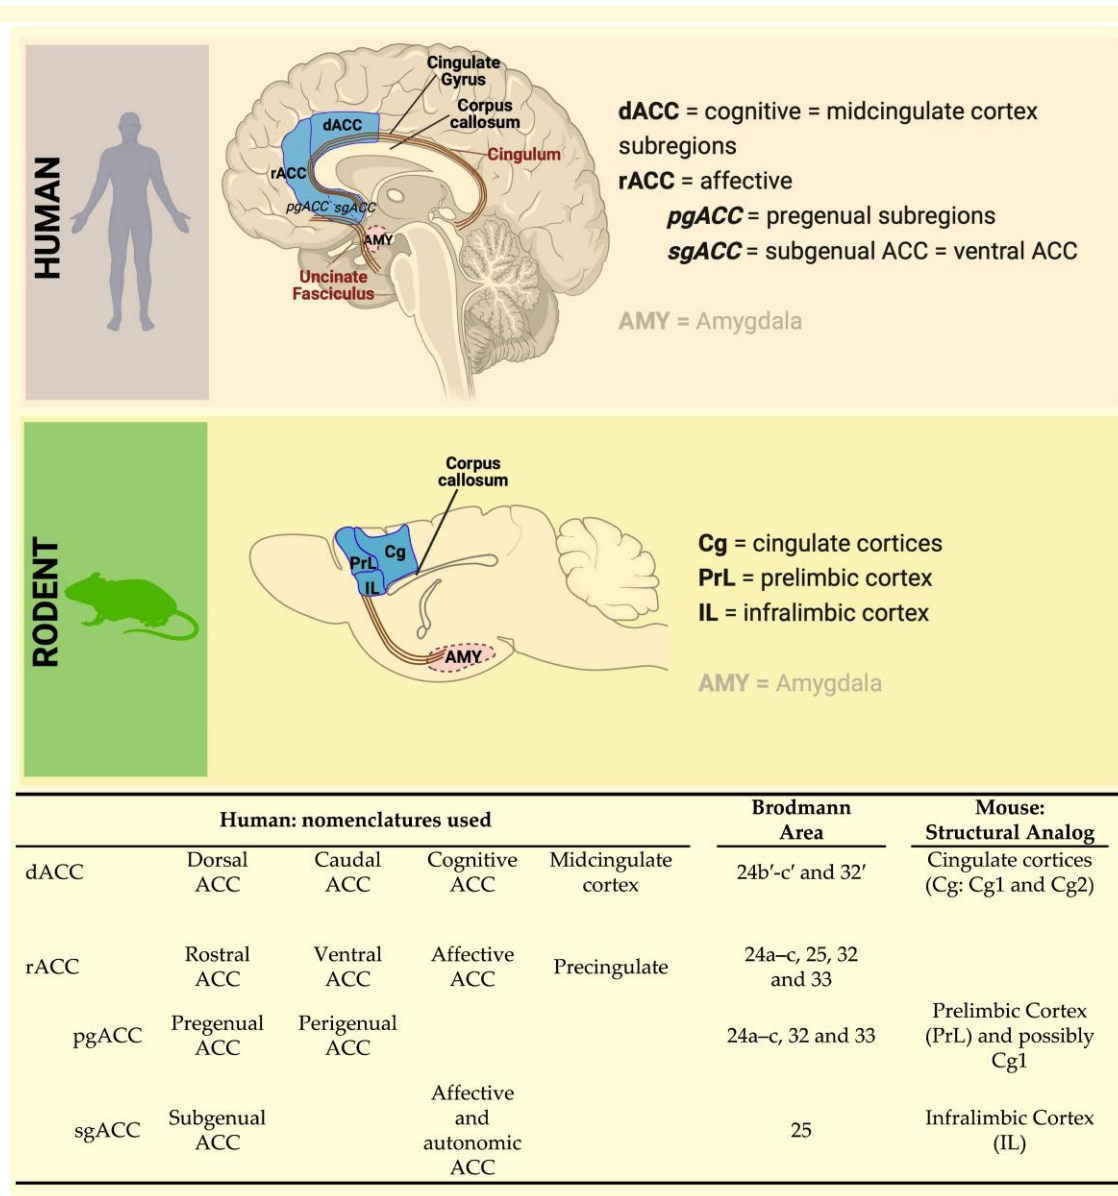 HUMAN
Cingulate
Gyrus
Corpus
callosum
dACC
Cingulum
rACC
pgACC sgACC
AMY
Uncinate
Fasciculus
dACC = cognitive = midcingulate cortex
subregions
rACC = affective
pgACC = pregenual subregions
sgACC = subgenual ACC = ventral ACC
AMY = Amygdala
RODENT
Corpus
callosum
Cg
PrL
IL
AMY
Cg = cingulate cortices
PrL = prelimbic cortex
IL = infralimbic cortex
AMY = Amygdala
Human: nomenclatures used
Brodmann
Area
Mouse:
Structural Analog
dACC
Dorsal
ACC
Caudal
ACC
Cognitive
ACC
Midcingulate
cortex
24b′-c′ and 32′
Cingulate cortices
(Cg: Cg1 and Cg2)
rACC
Rostral
ACC
Ventral
ACC
Affective
ACC
Precingulate
24a–c, 25, 32
and 33
pgACC
Pregenual
ACC
Perigenual
ACC
24a–c, 32 and 33
Prelimbic Cortex
(PrL) and possibly
Cg1
sgACC
Subgenual
ACC
Affective
and
autonomic
ACC
25
Infralimbic Cortex
(IL)